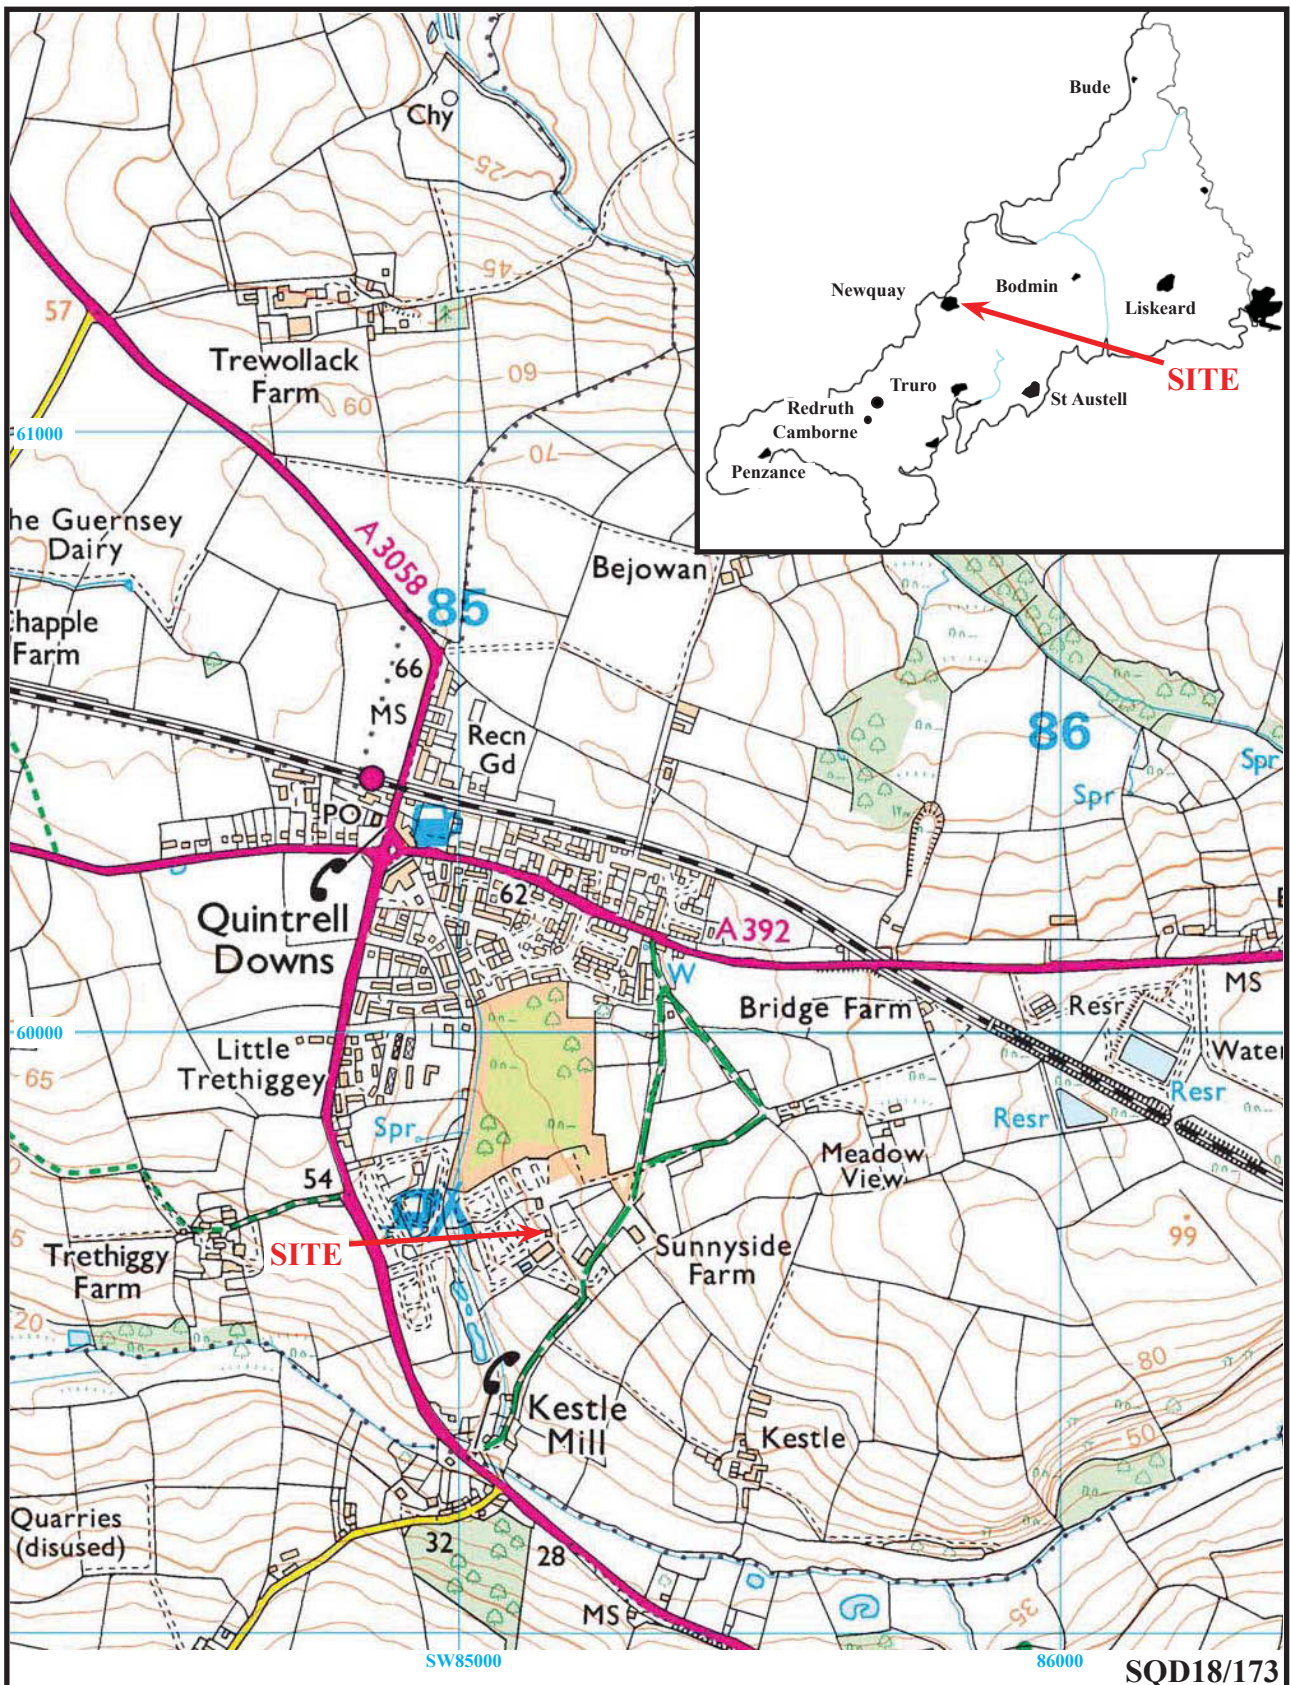 Chy
25
45
57
Trewollack
Farm
60
60
70
61000
Bude
Newquay
Bodmin
Liskeard
SITE
Truro
St Austell
Redruth
Camborne
Penzance
he Guernsey
Dairy
A 3058
85
Bejowan
happle
Farm
66
MS
Recn
Gd
86
Spr
Spr
PO
62
Quintrell
Downs
A 392
W
MS
Bridge Farm
Resr
60000
Little
Trethiggey
Water
65
Spr
Resr
Resr
Meadow
View
54
99
SITE
Sunnyside
Farm
Trethiggy
Farm
20
80
Kestle
Mill
Kestle
50
Quarries
(disused)
32
28
MS
35
SW85000
86000
SQD18/173